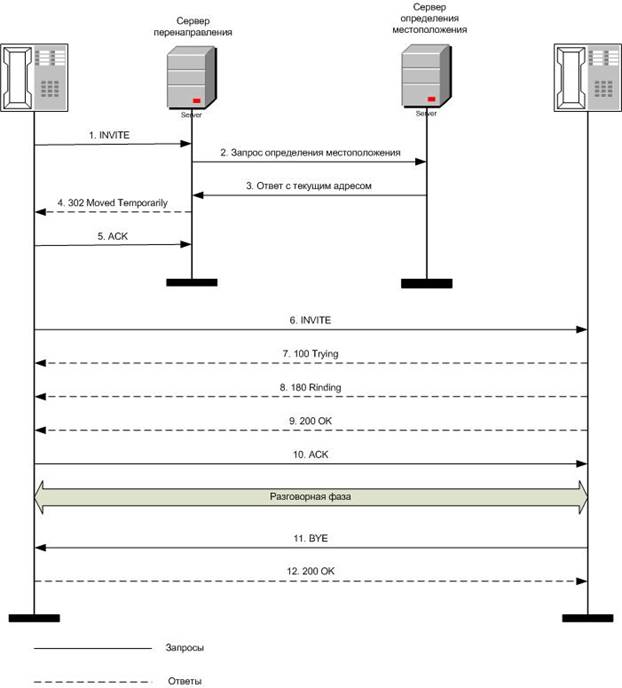 Сервер
перенаправления
Сервер
определения
местоположения
Server
Server
1. INVITE
2. Запрос определения местоположения
3. Ответ с текущим адресом
4. 302 Moved Temporarily
5. ACK
6. INVITE
7. 100 Trying
8. 180 Rinding
9. 200 OK
10. ACK
Разговорная фаза
11. BYE
12. 200 OK
Запросы
Ответы